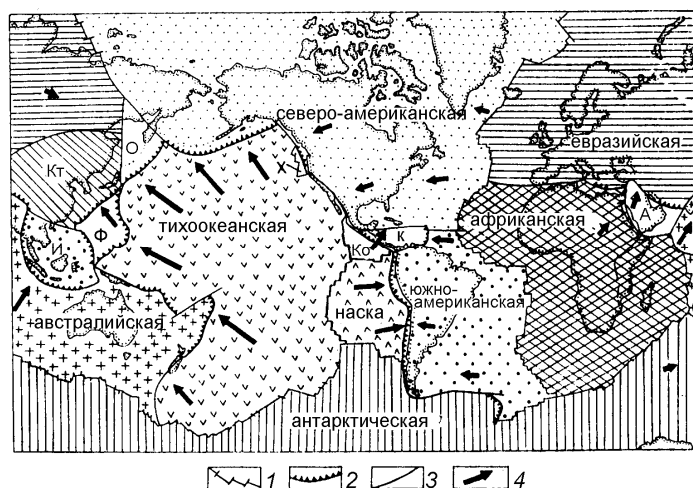 северо-американская
евразийская
О
Кт
Х-У
Ф
тихоокеанская
И
африканская
А
Ко
к
южно-
американская
наска
австралийская
антарктическая
1 2 3 4